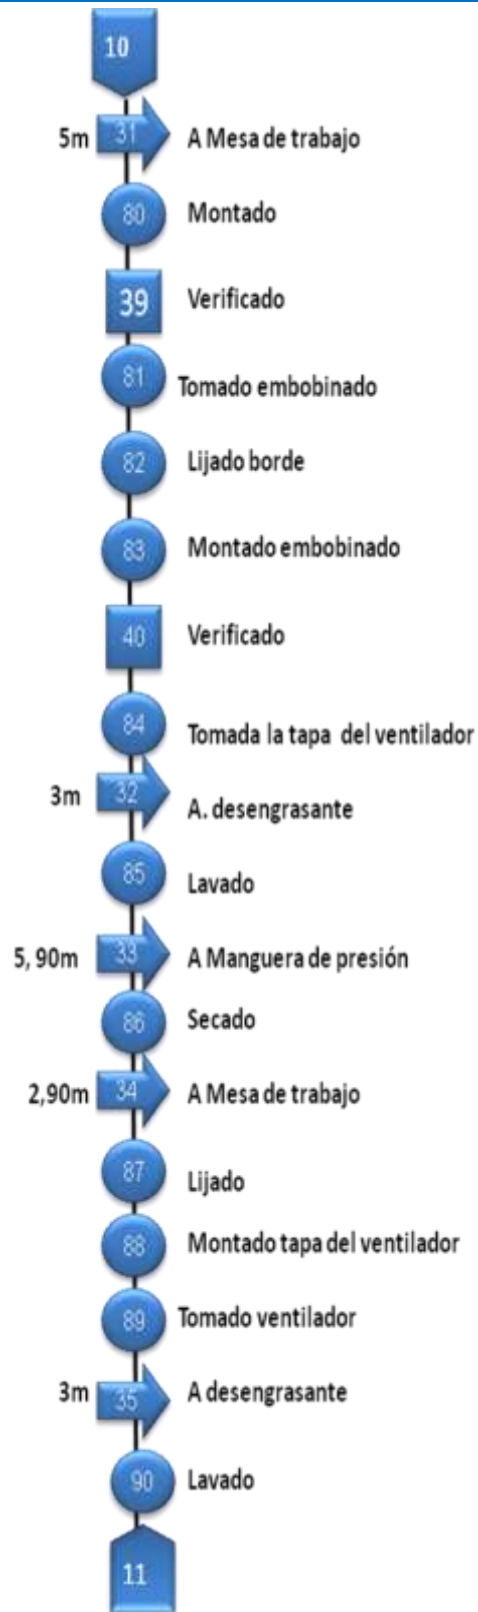 10
5m 31 A Mesa de trabajo
80 Montado
39 Verificado
81 Tomado embobinado
82 Lijado borde
83 Montado embobinado
40 Verificado
84 Tomada la tapa del ventilador
3m 32 A. desengrasante
85 Lavado
5, 90m 33 A Manguera de presión
86 Secado
2,90m 34 A Mesa de trabajo
87 Lijado
88 Montado tapa del ventilador
89 Tomado ventilador
3m 35 A desengrasante
90 Lavado
11